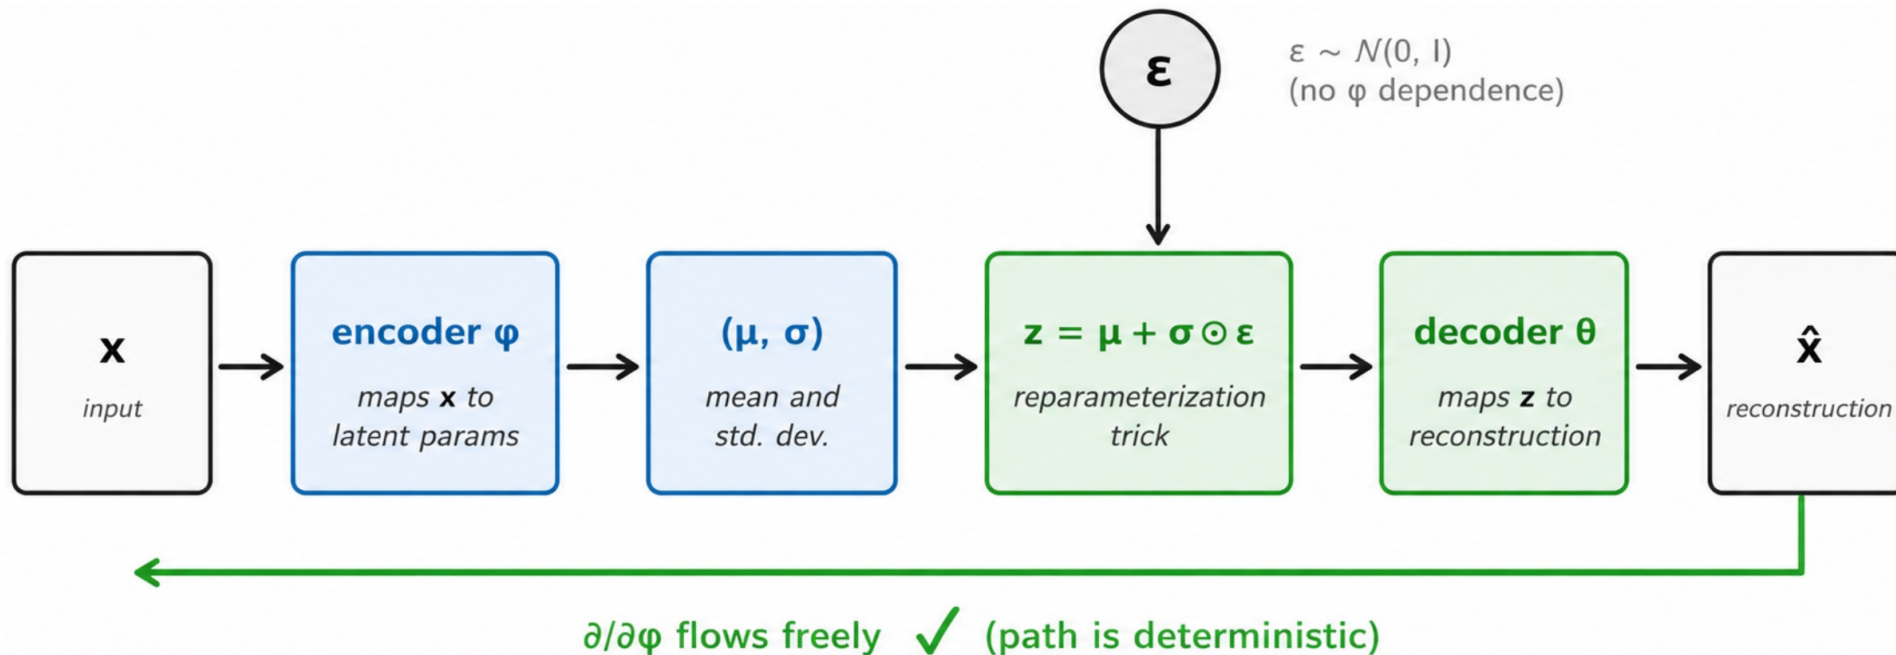 ε
ε ~ N(0, I)
(no φ dependence)
x
input
encoder φ
maps x to
latent params
(μ, σ)
mean and
std. dev.
z = μ + σ ⊙ ε
reparameterization
trick
decoder θ
maps z to
reconstruction
x̂
reconstruction
∂/∂φ flows freely ✓ (path is deterministic)